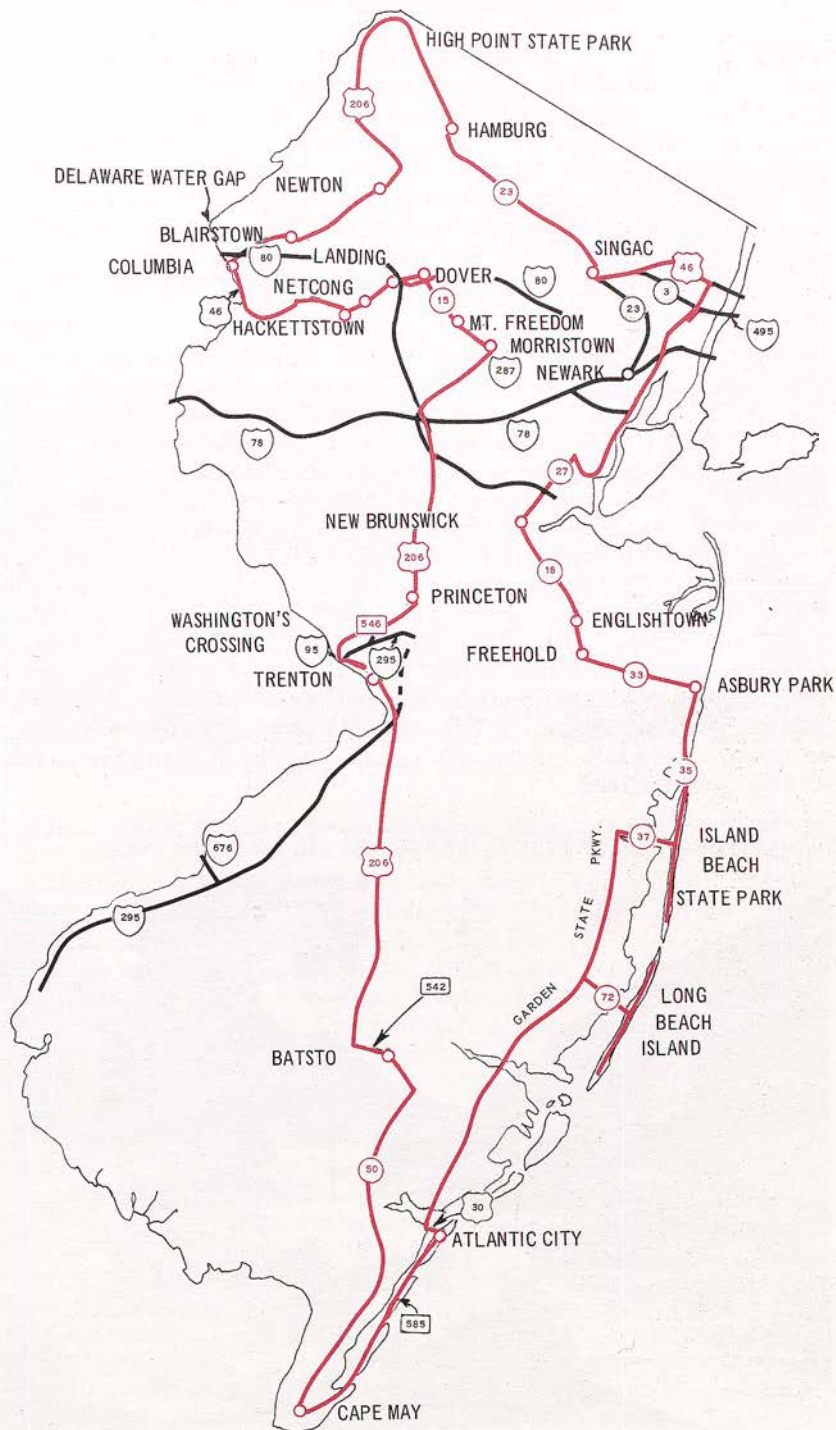 HIGH POINT STATE PARK
206
HAMBURG
DELAWARE WATER GAP
NEWTON
23
BLAIRSTOWN
SINGAC
80
LANDING
46
COLUMBIA
DOVER
80
3
NETCONG
15
23
46
HACKETTSTOWN
MT. FREEDOM
495
MORRISTOWN
287
NEWARK
78
78
27
NEW BRUNSWICK
206
18
PRINCETON
WASHINGTON'S
CROSSING
546
ENGLISHTOWN
95
295
FREEHOLD
TRENTON
33
ASBURY PARK
35
GARDEN STATE PKWY.
37
ISLAND
BEACH
STATE PARK
676
206
295
542
72
LONG
BEACH
ISLAND
BATSTO
50
30
ATLANTIC CITY
585
CAPE MAY